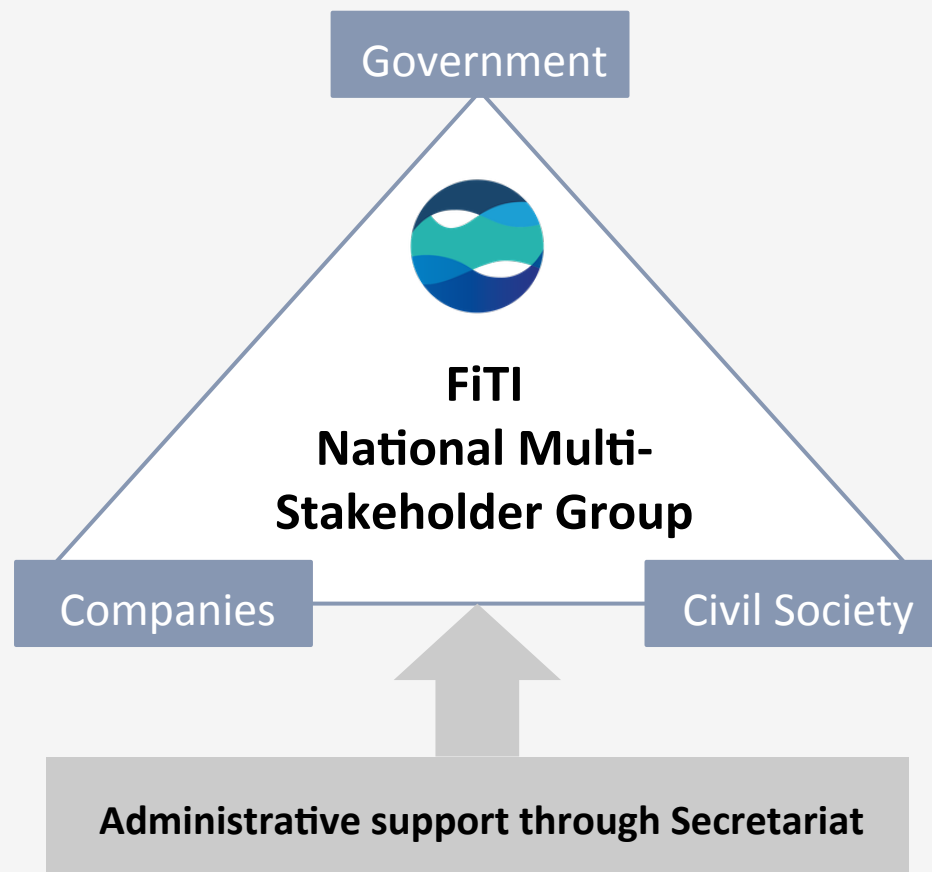 Government
FiTI
National Multi-
Stakeholder Group
Companies
Civil Society
Administrative support through Secretariat